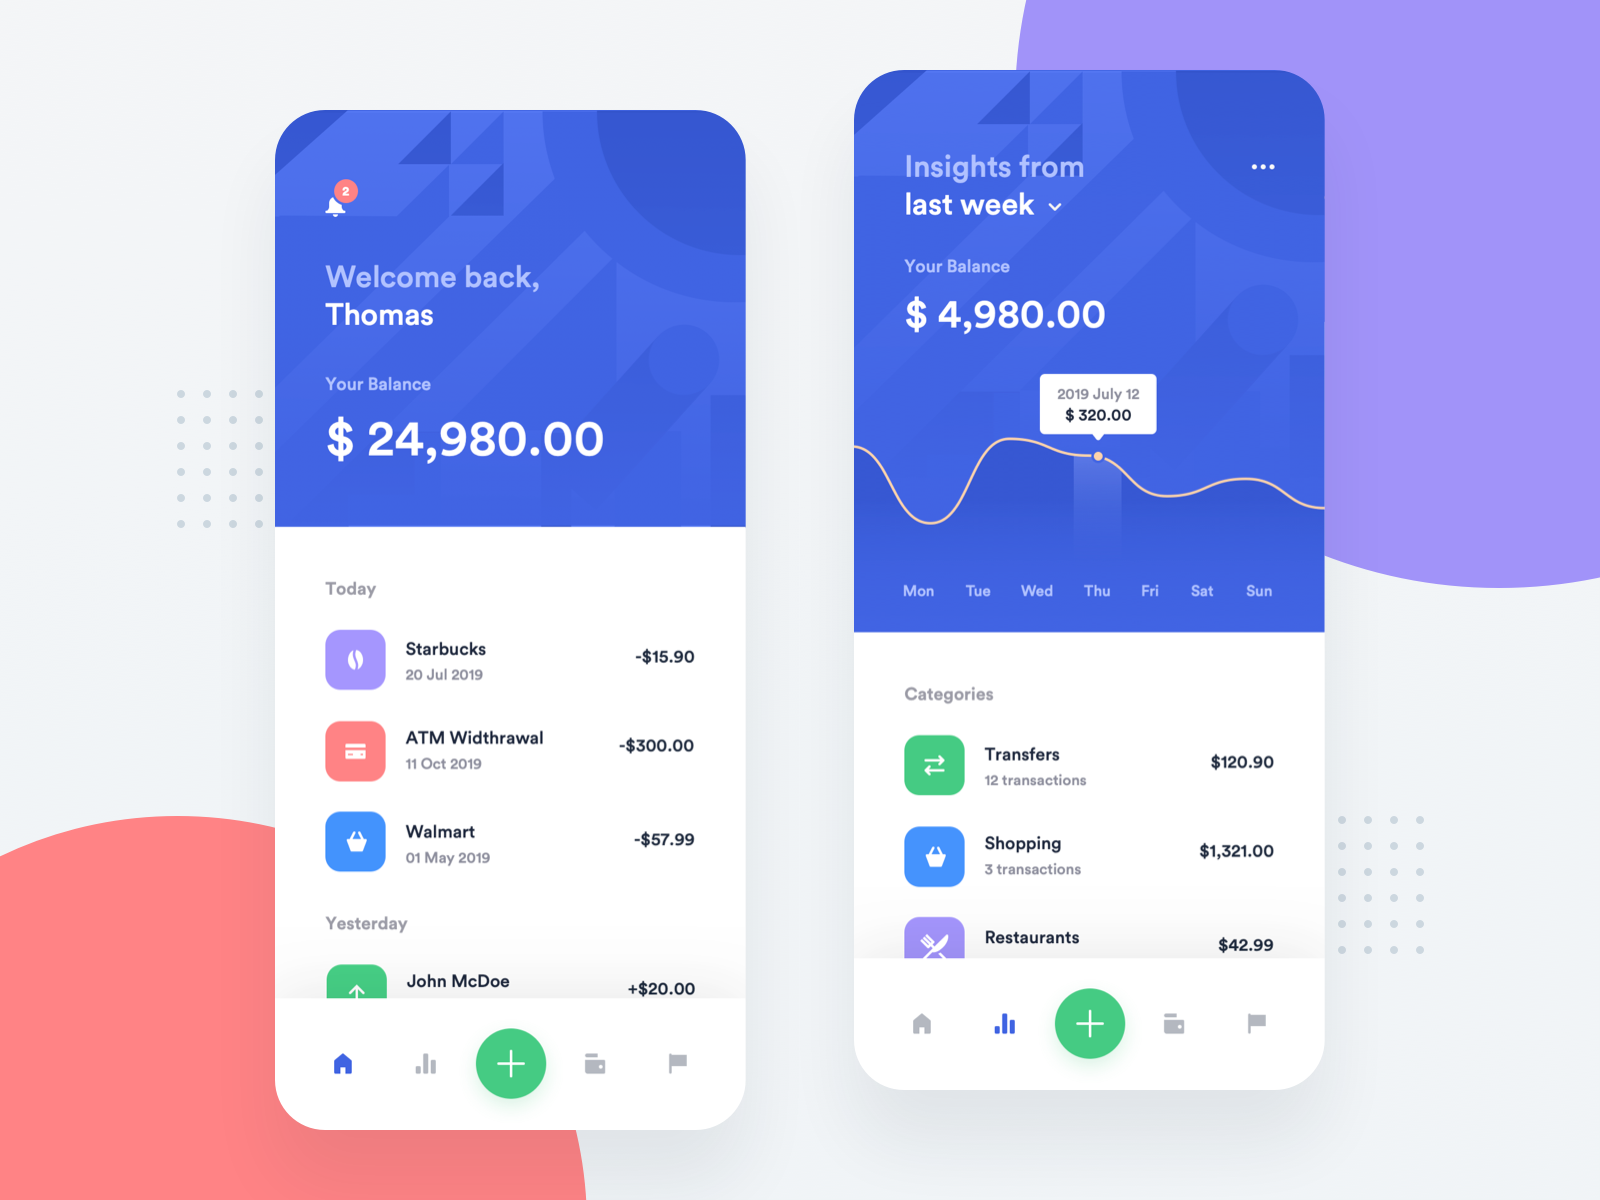 2
Welcome back,
Thomas
Your Balance
$ 24,980.00
Today
Starbucks
20 Jul 2019
-$15.90
ATM Widthrawal
11 Oct 2019
-$300.00
Walmart
01 May 2019
-$57.99
Yesterday
John McDoe
+$20.00
Insights from
last week
Your Balance
$ 4,980.00
2019 July 12
$ 320.00
Mon Tue Wed Thu Fri Sat Sun
Categories
Transfers
12 transactions
$120.90
Shopping
3 transactions
$1,321.00
Restaurants
$42.99